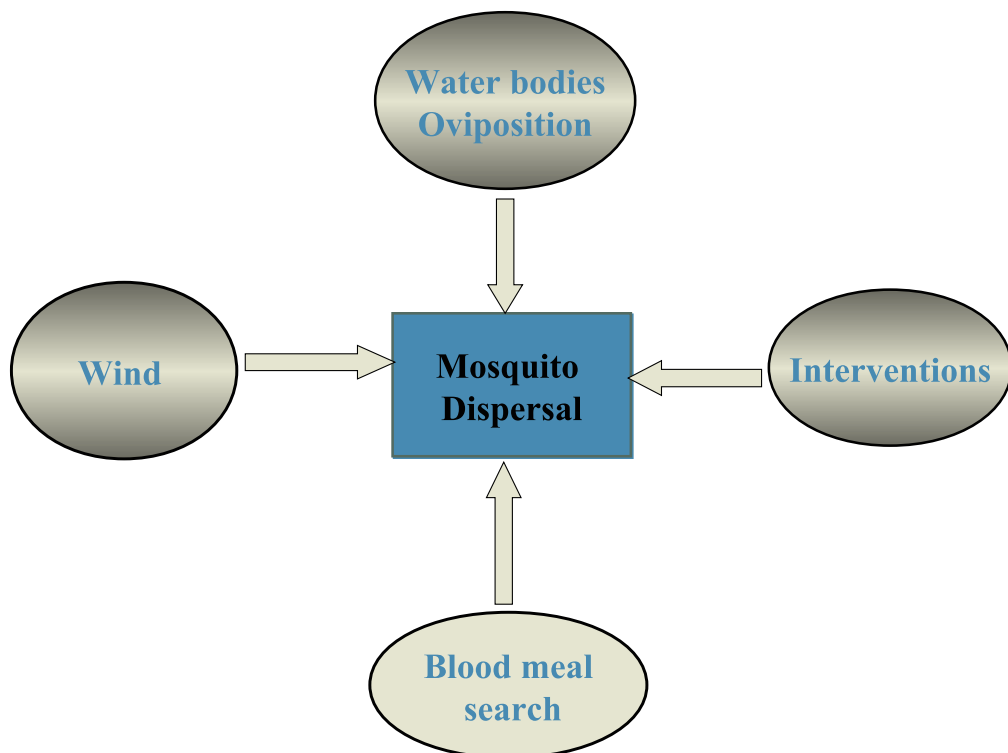 Water bodies
Oviposition
Wind
Mosquito
Dispersal
Interventions
Blood meal
search